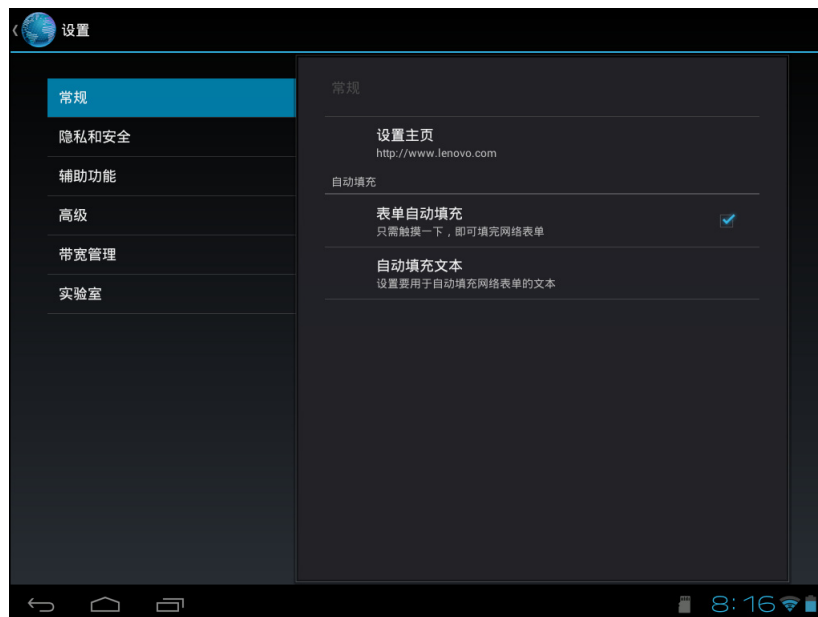 设置
常规
隐私和安全
辅助功能
高级
带宽管理
实验室
常规
设置主页
http://www.lenovo.com
自动填充
表单自动填充
只需触摸一下，即可填完网络表单
自动填充文本
设置要用于自动填充网络表单的文本
8:16